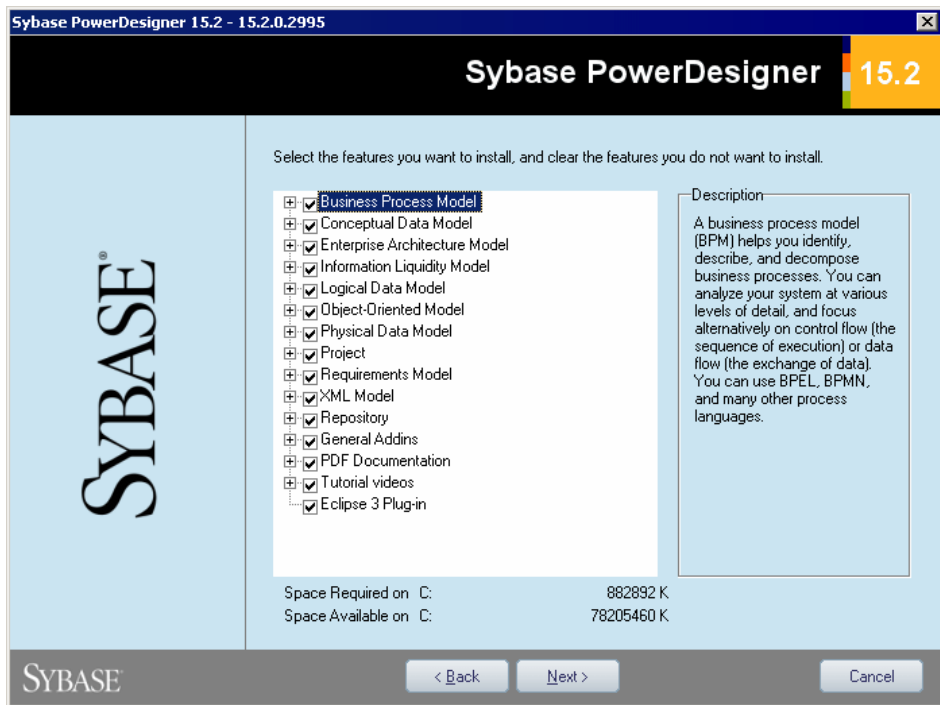 Sybase PowerDesigner 15.2 - 15.2.0.2995
Sybase PowerDesigner 15.2
SYBASE®
Select the features you want to install, and clear the features you do not want to install.
Business Process Model
Conceptual Data Model
Enterprise Architecture Model
Information Liquidity Model
Logical Data Model
Object-Oriented Model
Physical Data Model
Project
Requirements Model
XML Model
Repository
General Addins
PDF Documentation
Tutorial videos
Eclipse 3 Plug-in
Description
A business process model
(BPM) helps you identify,
describe, and decompose
business processes. You can
analyze your system at various
levels of detail, and focus
alternatively on control flow (the
sequence of execution) or data
flow (the exchange of data).
You can use BPEL, BPMN,
and many other process
languages.
Space Required on C: 882892 K
Space Available on C: 78205460 K
SYBASE
< Back
Next >
Cancel